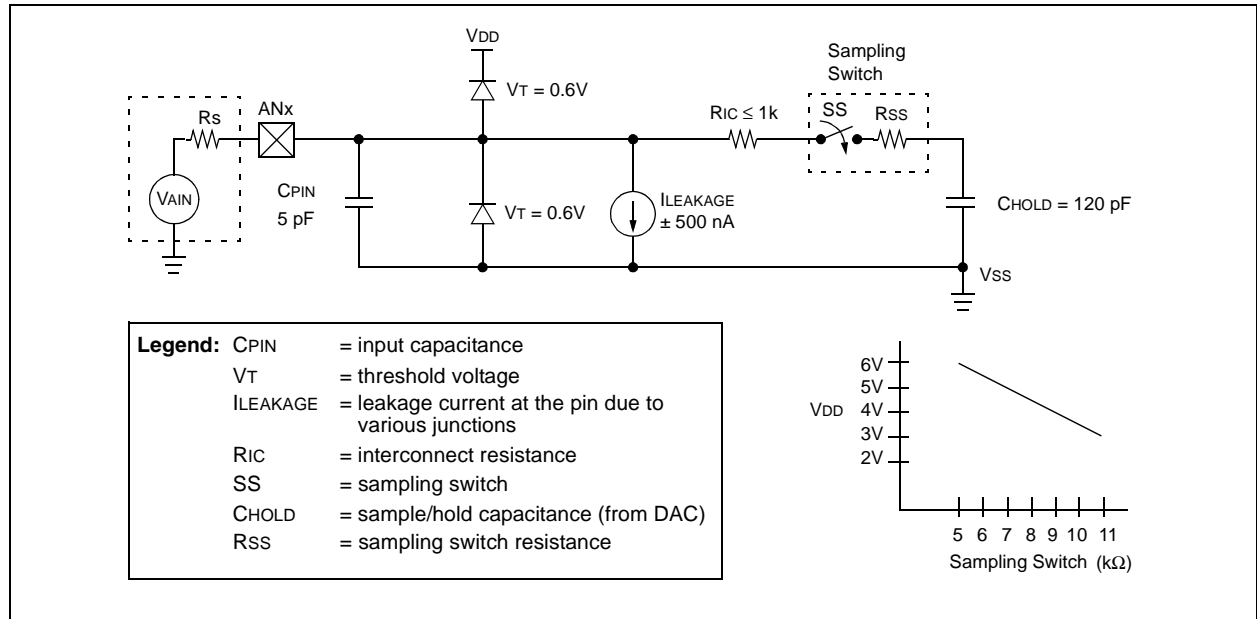 VDD
Sampling
Switch
VT = 0.6V
ANx
Rs
RIC ≤ 1k
SS
RSS
VAIN
CPIN
5 pF
VT = 0.6V
ILEAKAGE
± 500 nA
CHOLD = 120 pF
VSS
Legend: CPIN = input capacitance
VT = threshold voltage
ILEAKAGE = leakage current at the pin due to
various junctions
RIC = interconnect resistance
SS = sampling switch
CHOLD = sample/hold capacitance (from DAC)
RSS = sampling switch resistance
6V
5V
VDD 4V
3V
2V
5 6 7 8 9 10 11
Sampling Switch (kΩ)